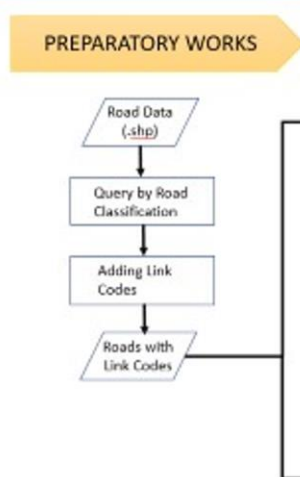 PREPARATORY WORKS
Road Data
(.shp)
Query by Road
Classification
Adding Link
Codes
Roads with
Link Codes